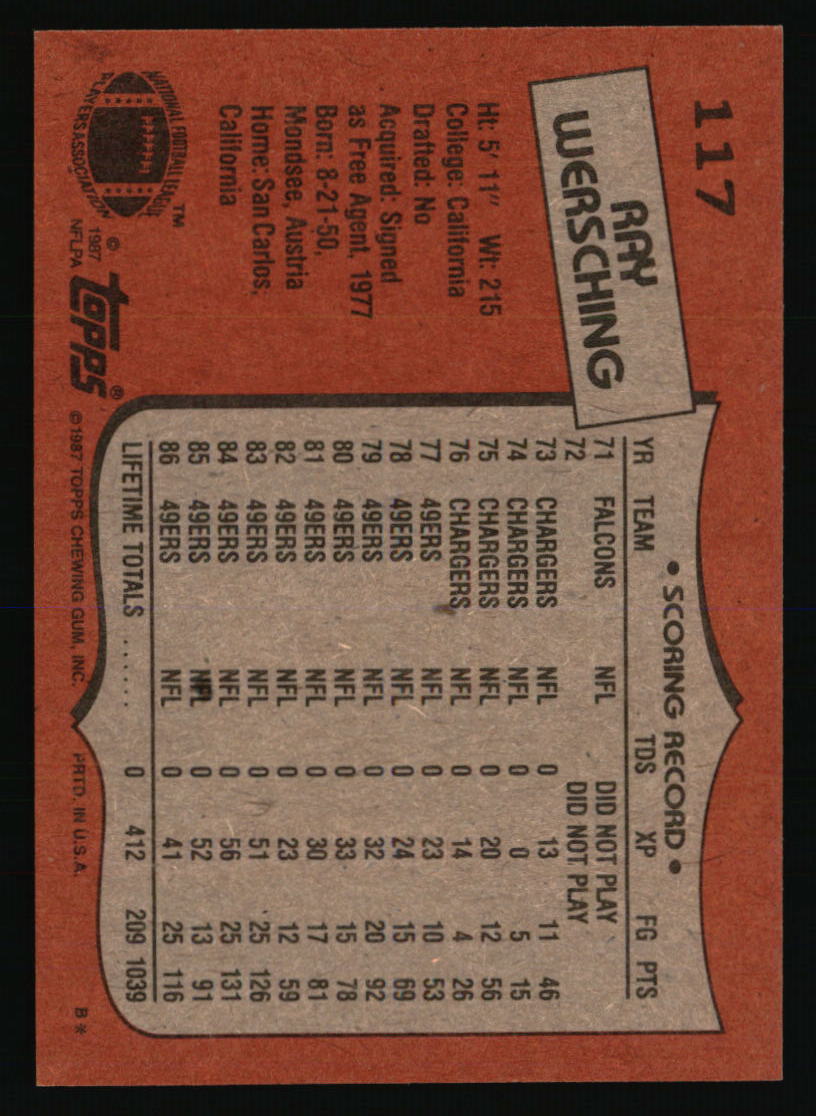 117
RAY
WERSCHING
Ht: 5' 11" Wt: 215
College: California
Drafted: No
Acquired: Signed
as Free Agent, 1977
Born: 8-21-50,
Mondsee, Austria
Home: San Carlos,
California
NATIONAL FOOTBALL LEAGUE
PLAYERS ASSOCIATION
TM
© 1987
NFLPA
topps®
• SCORING RECORD •
YR TEAM TDS XP FG PTS
71 FALCONS NFL DID NOT PLAY
72 DID NOT PLAY
73 CHARGERS NFL 0 13 11 46
74 CHARGERS NFL 0 0 5 15
75 CHARGERS NFL 0 20 12 56
76 CHARGERS NFL 0 14 4 26
77 49ERS NFL 0 23 10 53
78 49ERS NFL 0 24 15 69
79 49ERS NFL 0 32 20 92
80 49ERS NFL 0 33 15 78
81 49ERS NFL 0 30 17 81
82 49ERS NFL 0 23 12 59
83 49ERS NFL 0 51 25 126
84 49ERS NFL 0 56 25 131
85 49ERS NFL 0 52 13 91
86 49ERS NFL 0 41 25 116
LIFETIME TOTALS ...... 0 412 209 1039
©1987 TOPPS CHEWING GUM, INC. PRTD. IN U.S.A. B*